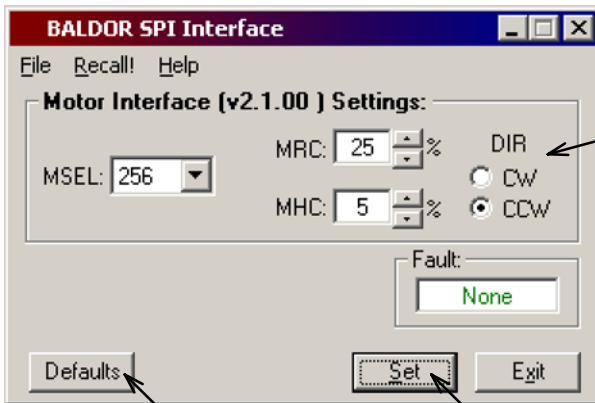 BALDOR SPI Interface
File Recall! Help
Motor Interface (v2.1.00 ) Settings:
MSEL: 256
MRC: 25 %
MHC: 5 %
DIR
CW
CCW
Fault:
None
Defaults Set Exit